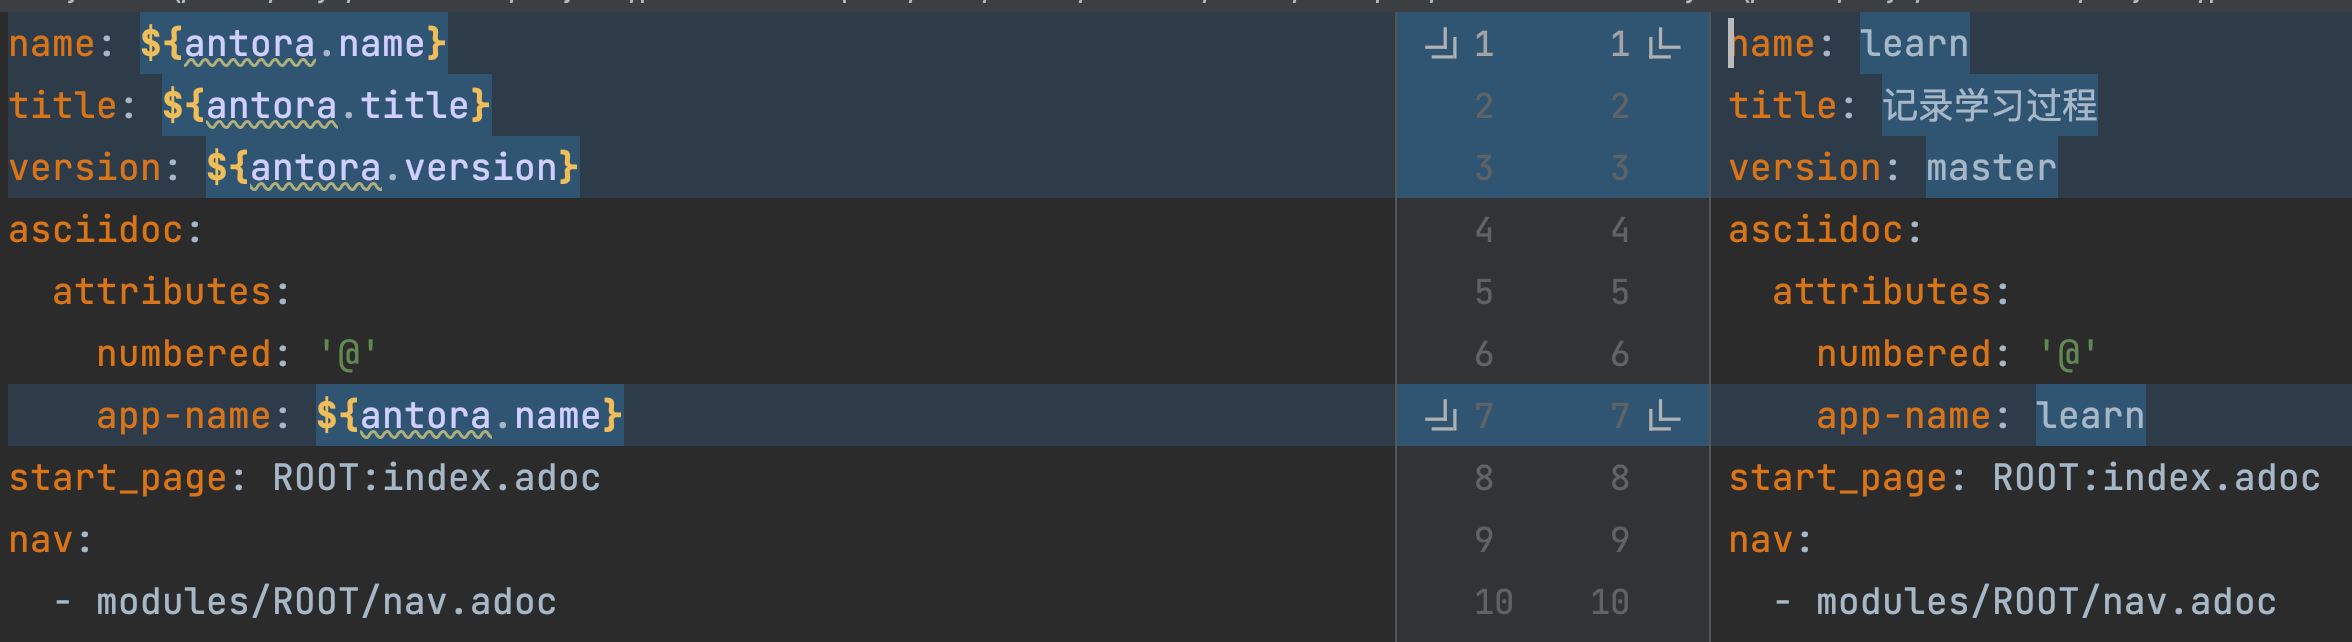 name: ${antora.name}
title: ${antora.title}
version: ${antora.version}
asciidoc:
  attributes:
    numbered: '@'
    app-name: ${antora.name}
start_page: ROOT:index.adoc
nav:
  - modules/ROOT/nav.adoc
1 1
2 2
3 3
4 4
5 5
6 6
7 7
8 8
9 9
10 10
name: learn
title: 记录学习过程
version: master
asciidoc:
  attributes:
    numbered: '@'
    app-name: learn
start_page: ROOT:index.adoc
nav:
  - modules/ROOT/nav.adoc